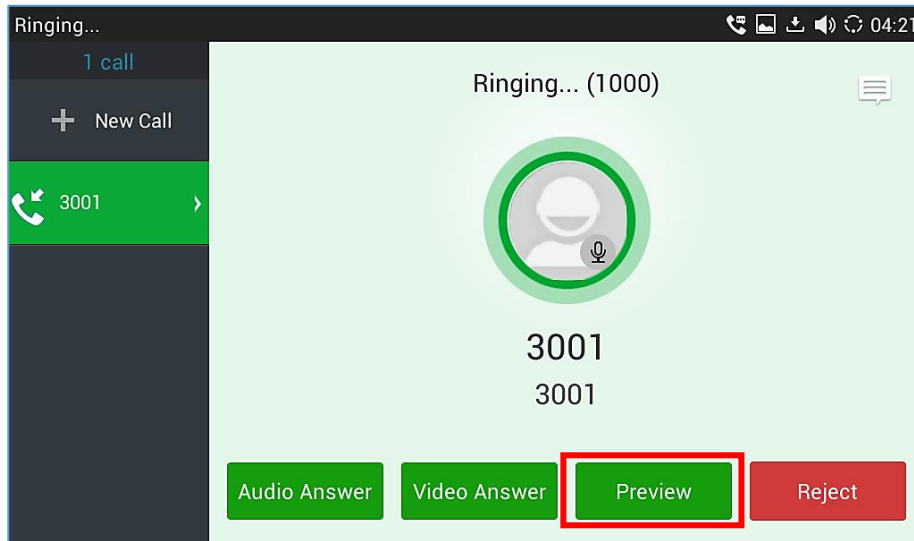 Ringing...
04:21
1 call
New Call
3001
Ringing... (1000)
3001
3001
Audio Answer
Video Answer
Preview
Reject